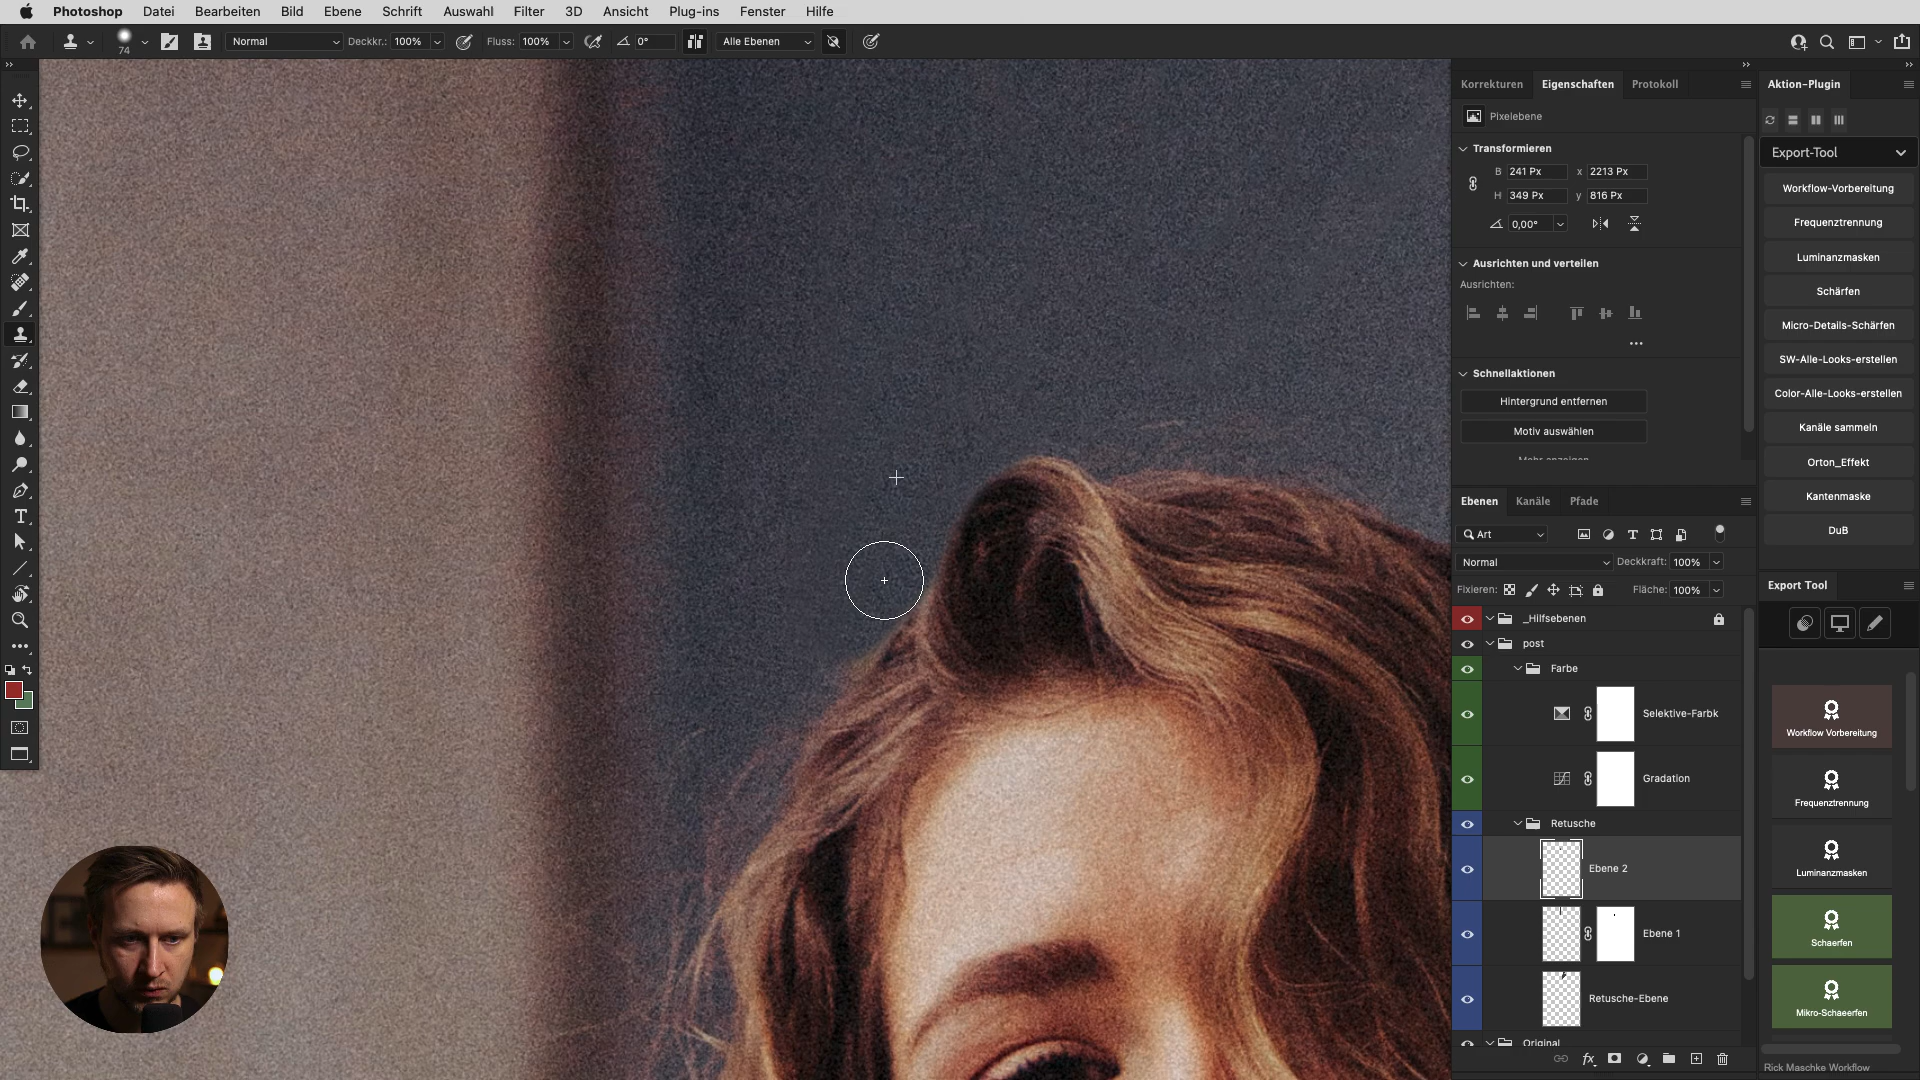 Photoshop Datei Bearbeiten Bild Ebene Schrift Auswahl Filter 3D Ansicht Plug-ins Fenster Hilfe
74 Normal Deckkr.: 100% Fluss: 100% 0° Alle Ebenen
Korrekturen Eigenschaften Protokoll
Pixelebene
Transformieren
B 241 Px x 2213 Px
H 349 Px y 816 Px
0,00°
Ausrichten und verteilen
Ausrichten:
Schnellaktionen
Hintergrund entfernen
Motiv auswählen
Mehr anzeigen
Ebenen Kanäle Pfade
Art
Normal Deckkraft: 100%
Fixieren: Fläche: 100%
_Hilfsebenen
post
Farbe
Selektive-Farbk
Gradation
Retusche
Ebene 2
Ebene 1
Retusche-Ebene
Original
fx
Aktion-Plugin
Export-Tool
Workflow-Vorbereitung
Frequenztrennung
Luminanzmasken
Schärfen
Micro-Details-Schärfen
SW-Alle-Looks-erstellen
Color-Alle-Looks-erstellen
Kanäle sammeln
Orton_Effekt
Kantenmaske
DuB
Export Tool
Workflow Vorbereitung
Frequenztrennung
Luminanzmasken
Schaerfen
Mikro-Schaeerfen
Rick Maschke Workflow